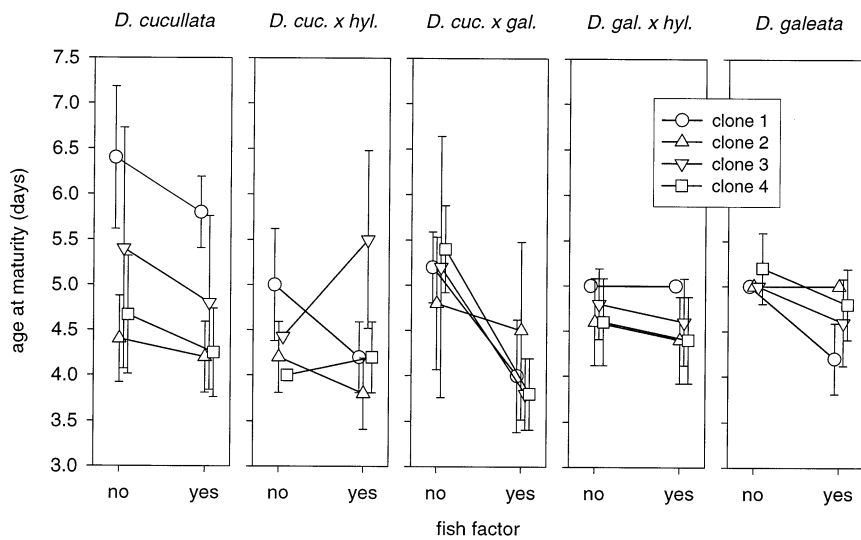 D. cucullata D. cuc. x hyl. D. cuc. x gal. D. gal. x hyl. D. galeata
7.5
7.0
6.5
6.0
5.5
5.0
4.5
4.0
3.5
3.0
age at maturity (days)
clone 1
clone 2
clone 3
clone 4
no yes no yes no yes no yes no yes
fish factor